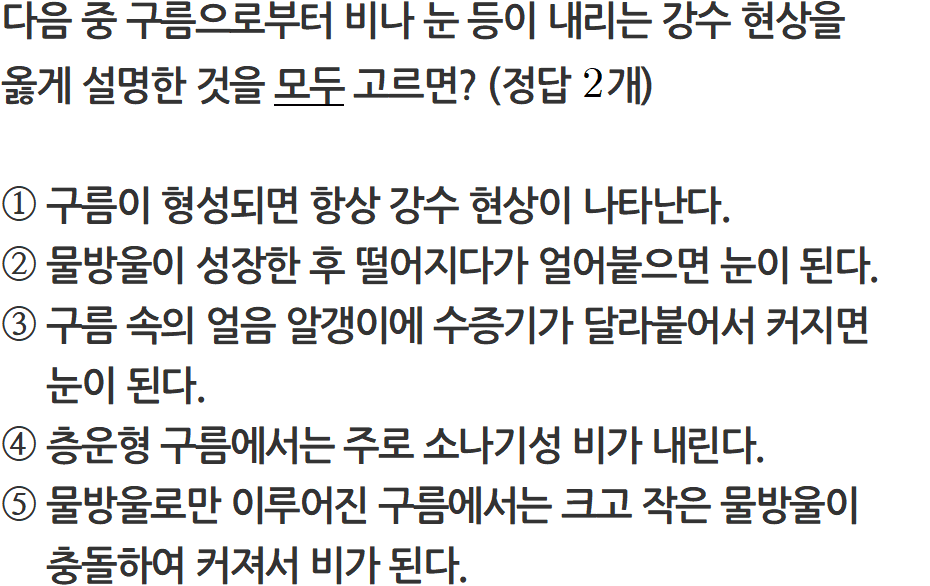 다음 중 구름으로부터 비나 눈 등이 내리는 강수 현상을
옳게 설명한 것을 모두 고르면? (정답 2개)
① 구름이 형성되면 항상 강수 현상이 나타난다.
② 물방울이 성장한 후 떨어지다가 얼어붙으면 눈이 된다.
③ 구름 속의 얼음 알갱이에 수증기가 달라붙어서 커지면
눈이 된다.
④ 층운형 구름에서는 주로 소나기성 비가 내린다.
⑤ 물방울로만 이루어진 구름에서는 크고 작은 물방울이
충돌하여 커져서 비가 된다.